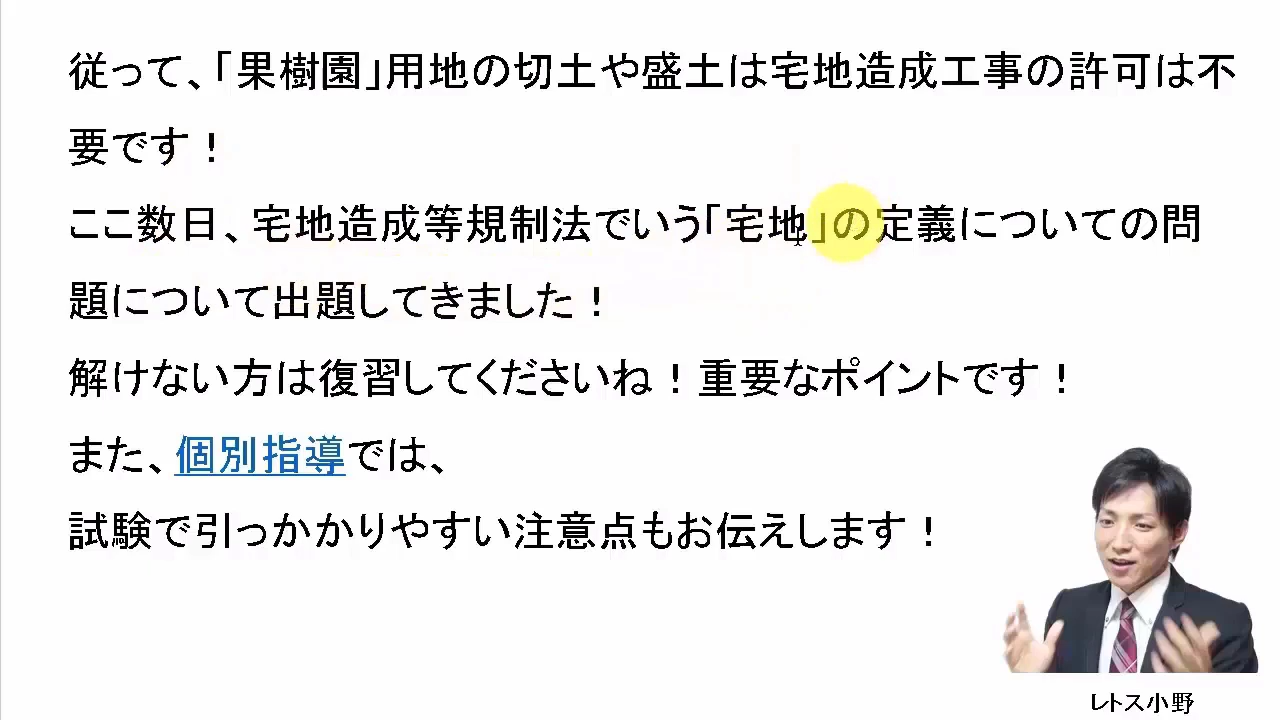 従って、「果樹園」用地の切土や盛土は宅地造成工事の許可は不
要です！
ここ数日、宅地造成等規制法でいう「宅地」の定義についての問
題について出題してきました！
解けない方は復習してくださいね！重要なポイントです！
また、個別指導では、
試験で引っかかりやすい注意点もお伝えします！
レトス小野